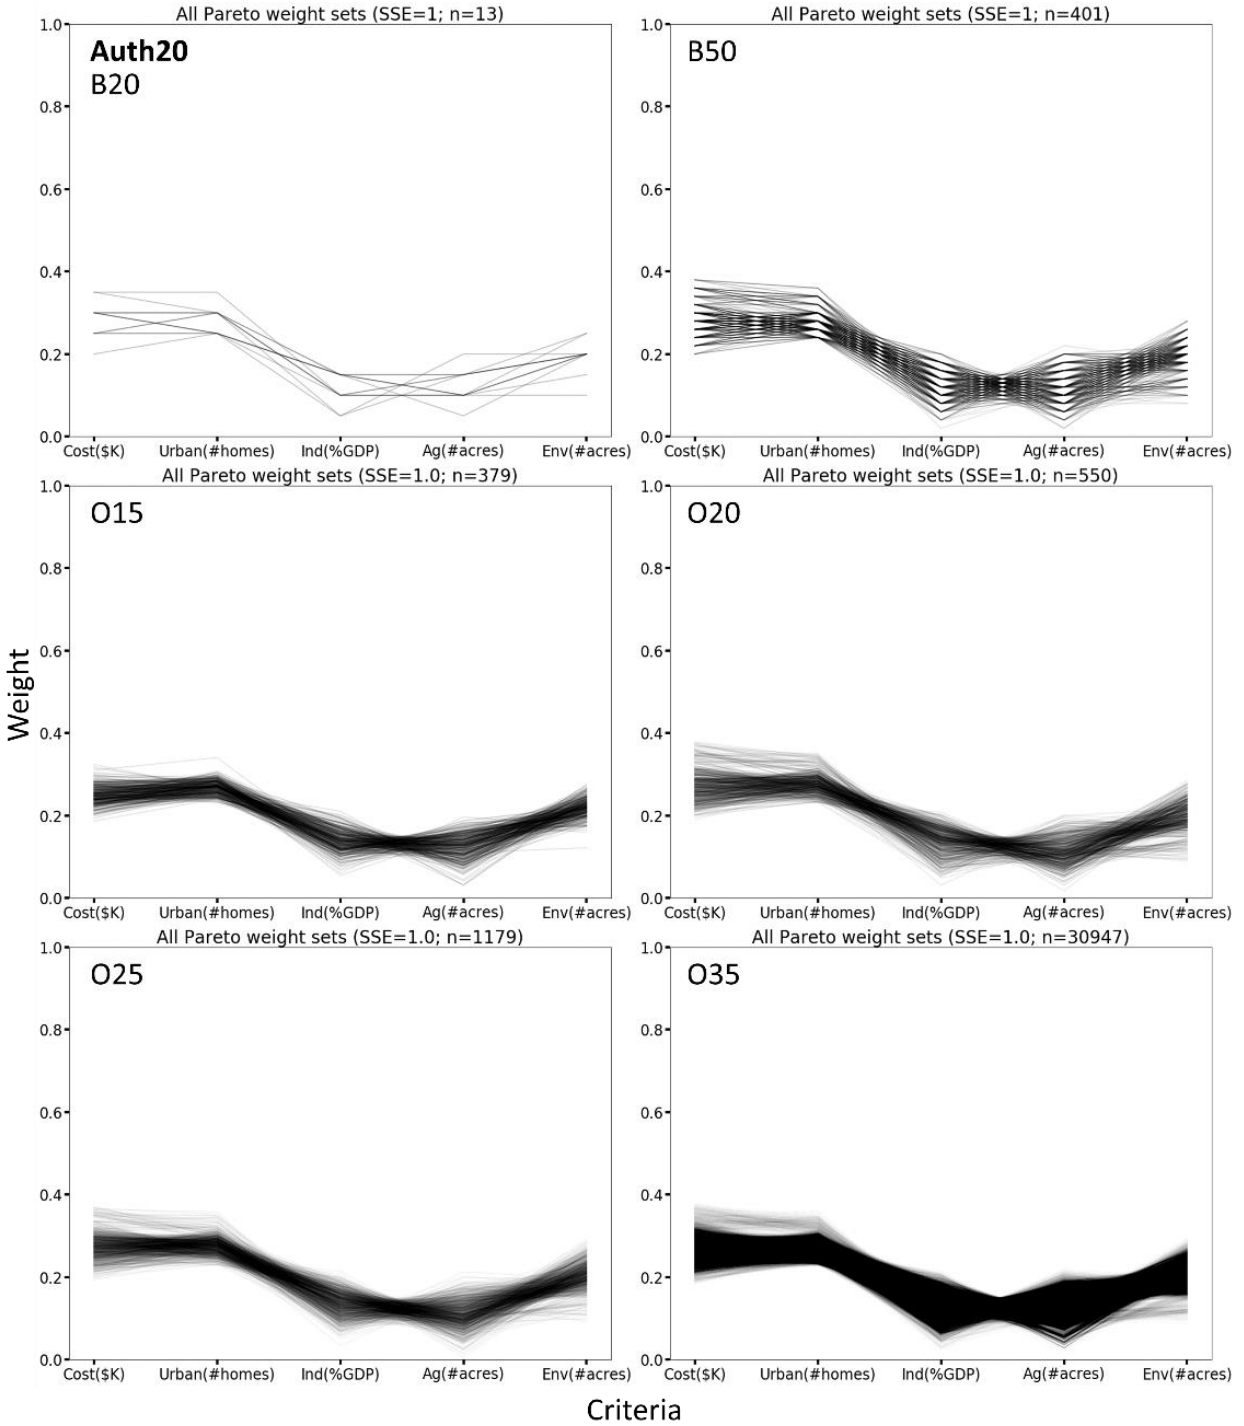 All Pareto weight sets (SSE=1; n=13)
Auth20
B20
1.0
0.8
0.6
0.4
0.2
0.0
Cost($K) Urban(#homes) Ind(%GDP) Ag(#acres) Env(#acres)
All Pareto weight sets (SSE=1; n=401)
B50
1.0
0.8
0.6
0.4
0.2
0.0
Cost($K) Urban(#homes) Ind(%GDP) Ag(#acres) Env(#acres)
All Pareto weight sets (SSE=1.0; n=379)
O15
1.0
0.8
0.6
0.4
0.2
0.0
Cost($K) Urban(#homes) Ind(%GDP) Ag(#acres) Env(#acres)
All Pareto weight sets (SSE=1.0; n=550)
O20
1.0
0.8
0.6
0.4
0.2
0.0
Cost($K) Urban(#homes) Ind(%GDP) Ag(#acres) Env(#acres)
All Pareto weight sets (SSE=1.0; n=1179)
O25
1.0
0.8
0.6
0.4
0.2
0.0
Cost($K) Urban(#homes) Ind(%GDP) Ag(#acres) Env(#acres)
All Pareto weight sets (SSE=1.0; n=30947)
O35
1.0
0.8
0.6
0.4
0.2
0.0
Cost($K) Urban(#homes) Ind(%GDP) Ag(#acres) Env(#acres)
Weight
Criteria